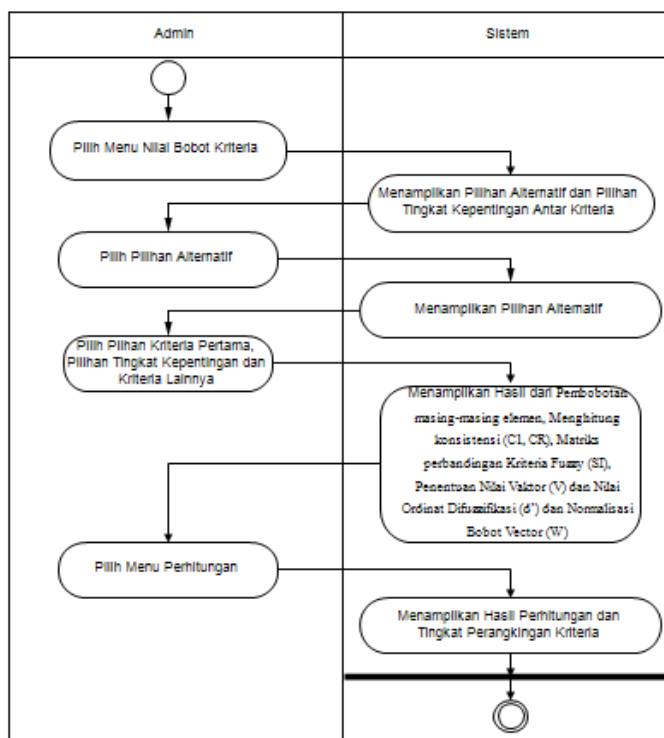 Admin
Sistem
Pilih Menu Nilai Bobot Kriteria
Menampilkan Pilihan Alternatif dan Pilihan
Tingkat Kepentingan Antar Kriteria
Pilih Pilihan Alternatif
Menampilkan Pilihan Alternatif
Pilih Pilihan Kriteria Pertama,
Pilihan Tingkat Kepentingan dan
Kriteria Lainnya
Menampilkan Hasil dari Pembobotan
masing-masing elemen, Menghitung
konsistensi (CI, CR), Matriks
perbandingan Kriteria Fuzzy (SI),
Penentuan Nilai Vaktor (V) dan Nilai
Ordinat Difuzzifikasi (d') dan Normalisasi
Bobot Vector (W)
Pilih Menu Perhitungan
Menampilkan Hasil Perhitungan dan
Tingkat Perangkingan Kriteria